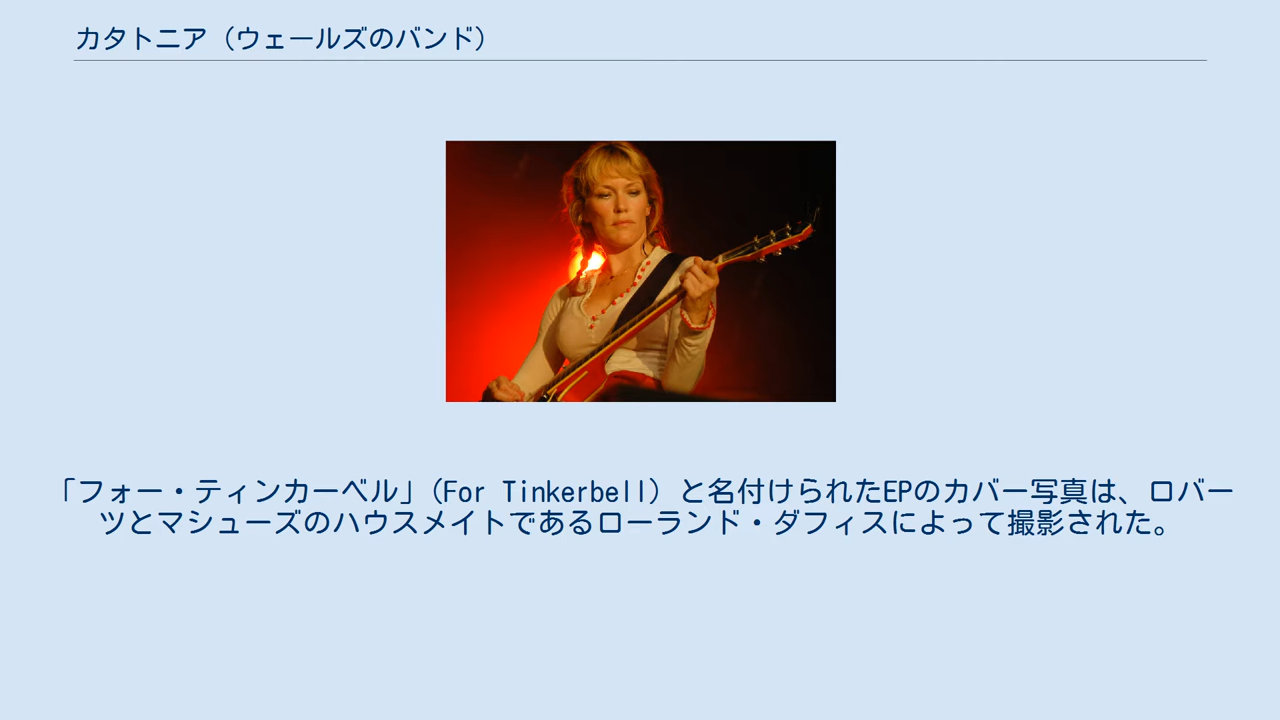 カタトニア（ウェールズのバンド）
「フォー・ティンカーベル」(For Tinkerbell) と名付けられたEPのカバー写真は、ロバー
ツとマシューズのハウスメイトであるローランド・ダフィスによって撮影された。